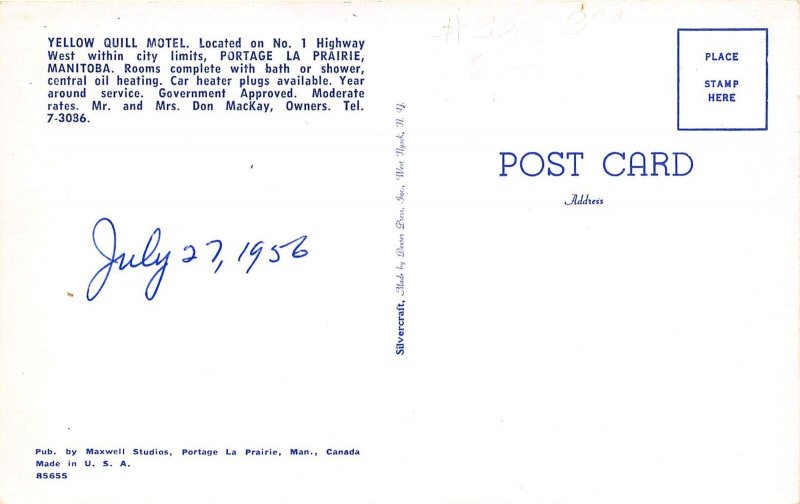 YELLOW QUILL MOTEL. Located on No. 1 Highway
West within city limits, PORTAGE LA PRAIRIE,
MANITOBA. Rooms complete with bath or shower,
central oil heating. Car heater plugs available. Year
around service. Government Approved. Moderate
rates. Mr. and Mrs. Don MacKay, Owners. Tel.
7-3086.
July 27, 1956
Pub. by Maxwell Studios, Portage La Prairie, Man., Canada
Made in U. S. A.
85655
Silvercraft, Made by Dexter Press, Inc., West Nyack, N. Y.
PLACE
STAMP
HERE
POST CARD
Address